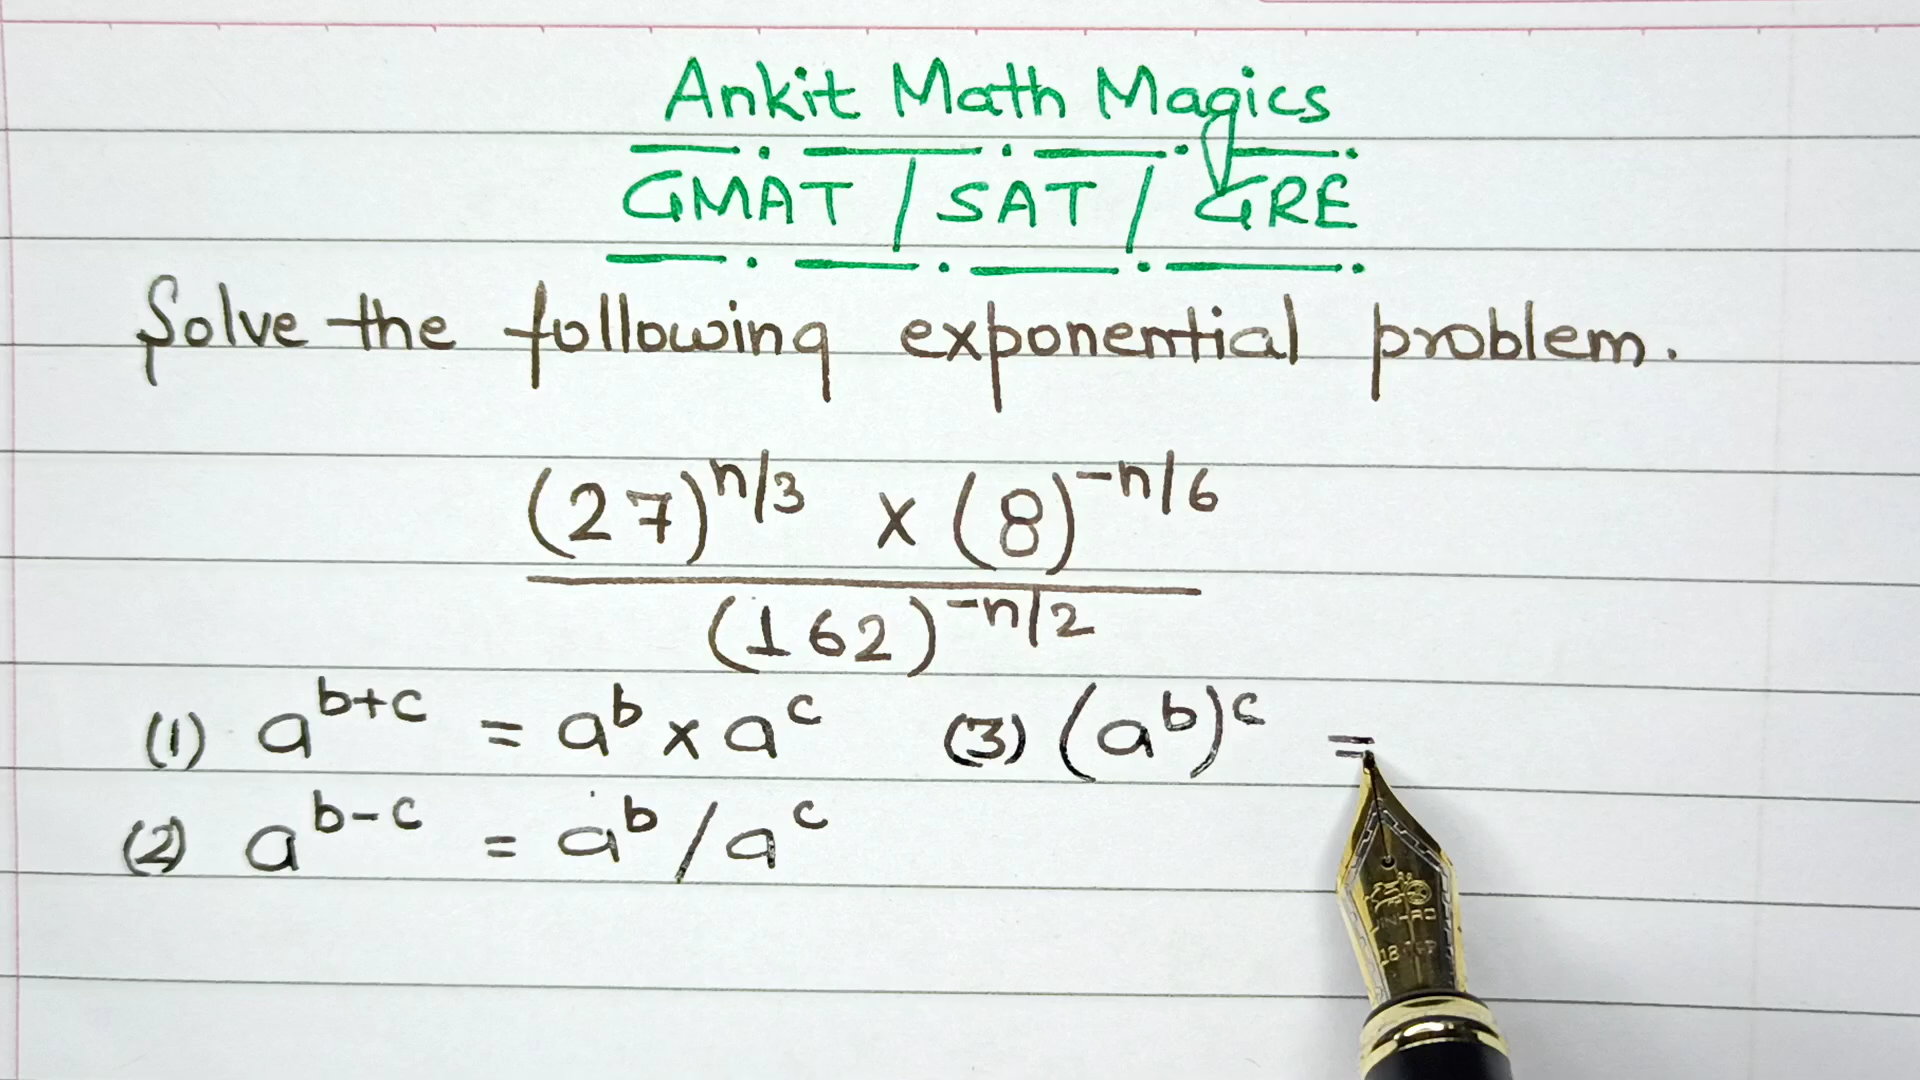 Ankit Math Magics
GMAT / SAT / GRE
Solve the following exponential problem.
(27)^n/3 × (8)^-n/6
(162)^-n/2
(1) a^b+c = a^b × a^c (3) (a^b)^c =
(2) a^b-c = a^b / a^c